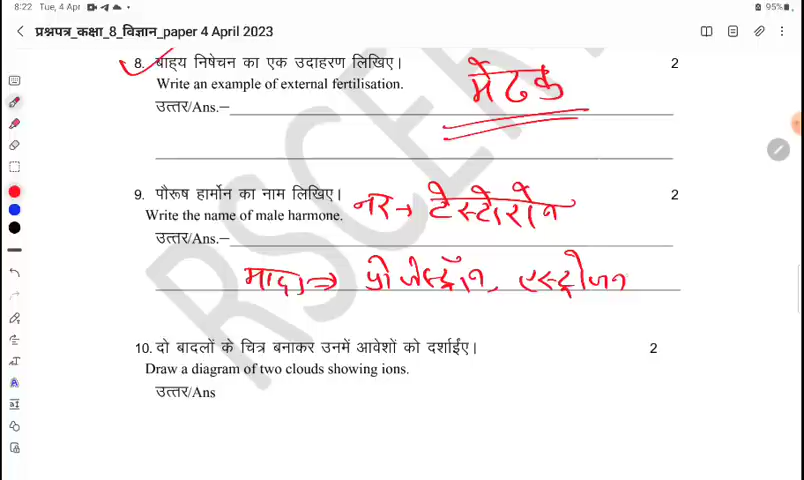 8:22 Tue, 4 Apr 95%
प्रश्नपत्र_कक्षा_8_विज्ञान_paper 4 April 2023
8. बाह्य निषेचन का एक उदाहरण लिखिए। 2
Write an example of external fertilisation. मेंढक
उत्तर/Ans.–
9. पौरूष हार्मोन का नाम लिखिए। 2
Write the name of male harmone. नर → टेस्टोस्टेरोन
उत्तर/Ans.–
मादा → प्रोजेस्ट्रॉन, एस्ट्रोजन
10. दो बादलों के चित्र बनाकर उनमें आवेशों को दर्शाईए। 2
Draw a diagram of two clouds showing ions.
उत्तर/Ans
RSCERT